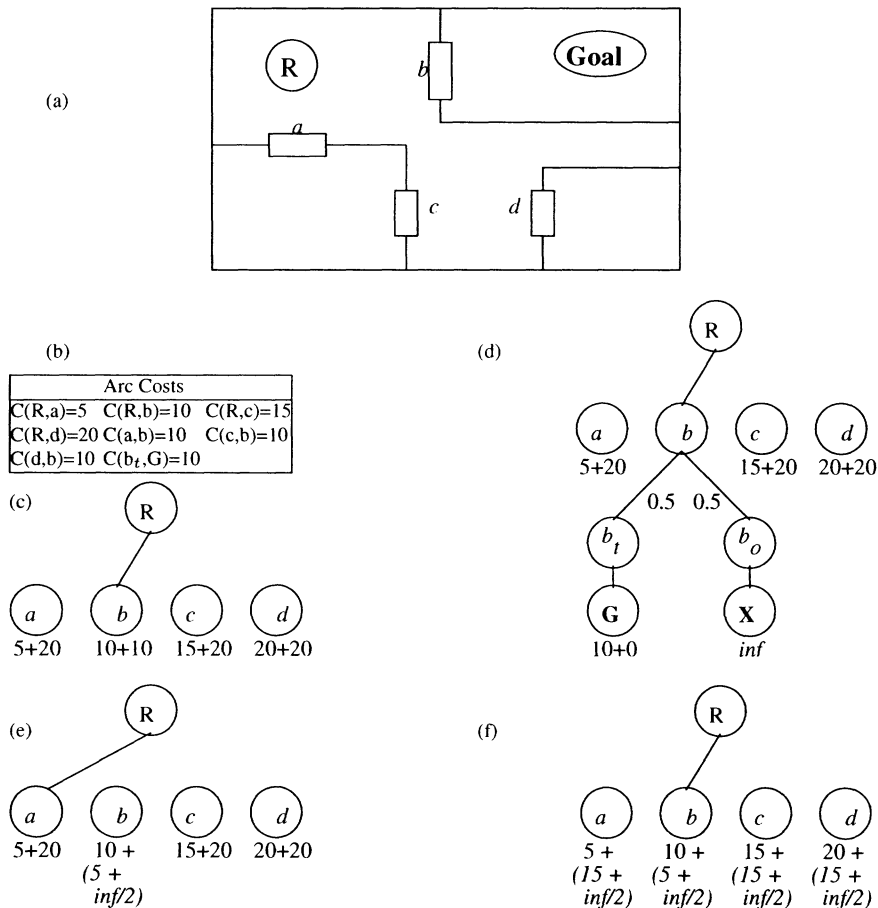 (a)
R
b
Goal
a
c
d
(b)
Arc Costs
C(R,a)=5 C(R,b)=10 C(R,c)=15
C(R,d)=20 C(a,b)=10 C(c,b)=10
C(d,b)=10 C(bt,G)=10
(c)
R
a b c d
5+20 10+10 15+20 20+20
(d)
R
a b c d
5+20 15+20 20+20
0.5 0.5
bt bo
G X
10+0 inf
(e)
R
a b c d
5+20 10 + 15+20 20+20
(5 +
inf/2)
(f)
R
a b c d
5 + 10 + 15 + 20 +
(15 + (5 + (15 + (15 +
inf/2) inf/2) inf/2) inf/2)